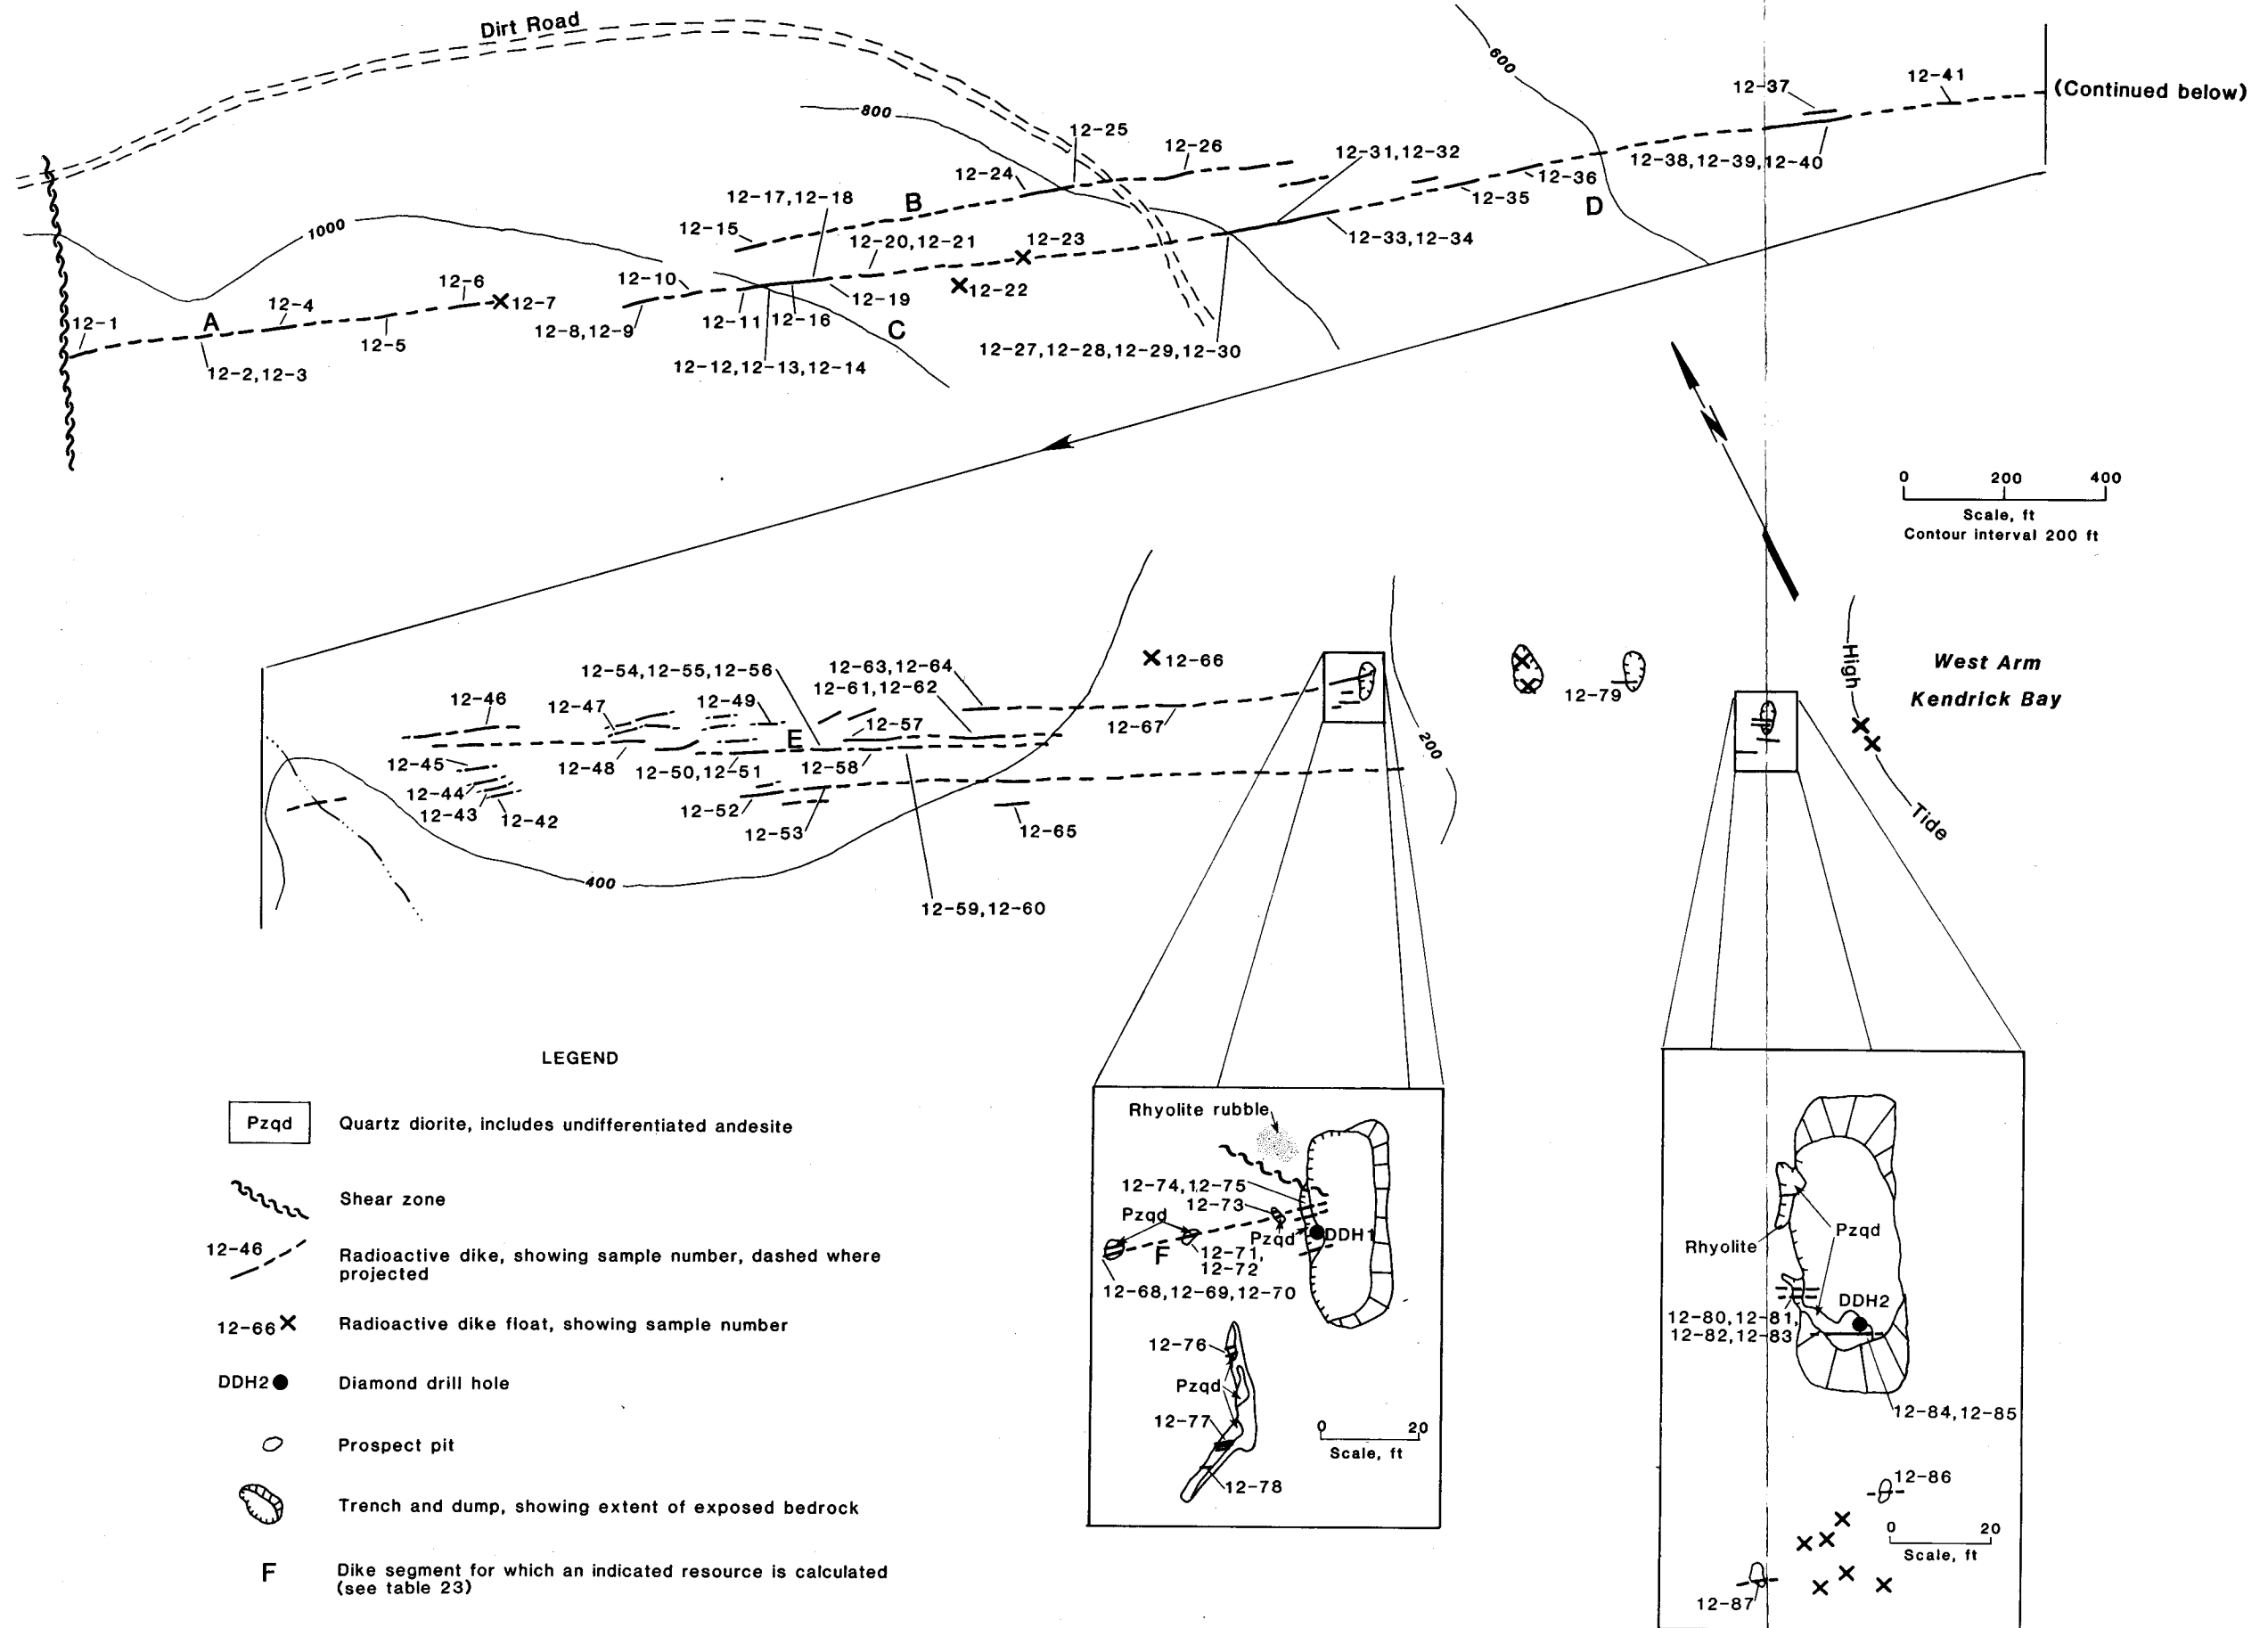 Dirt Road
600
12-37
12-41
(Continued below)
800
12-25
12-26
12-31,12-32
12-38,12-39,12-40
12-24
12-36
12-17,12-18
B
12-35
D
12-15
1000
12-20,12-21
12-23
12-33,12-34
12-6
12-10
12-22
12-4
12-7
12-19
12-1
A
12-8,12-9
12-11
12-16
C
12-5
12-27,12-28,12-29,12-30
12-2,12-3
12-12,12-13,12-14
0 200 400
Scale, ft
Contour interval 200 ft
12-54,12-55,12-56
12-63,12-64
12-66
High
West Arm
12-61,12-62
12-79
Kendrick Bay
12-46
12-47
12-49
12-57
12-67
E
200
12-45
12-48
12-50,12-51
12-58
12-44
12-43
12-42
12-52
12-53
12-65
Tide
400
12-59,12-60
LEGEND
Pzqd
Quartz diorite, includes undifferentiated andesite
Shear zone
12-46
Radioactive dike, showing sample number, dashed where
projected
12-66
Radioactive dike float, showing sample number
DDH2
Diamond drill hole
Prospect pit
Trench and dump, showing extent of exposed bedrock
F
Dike segment for which an indicated resource is calculated
(see table 23)
Rhyolite rubble
12-74,12-75
12-73
Pzqd
Pzqd
DDH1
F
12-71,
12-72
12-68,12-69,12-70
12-76
Pzqd
12-77
0 20
Scale, ft
12-78
Pzqd
Rhyolite
DDH2
12-80,12-81,
12-82,12-83
12-84,12-85
12-86
0 20
Scale, ft
12-87